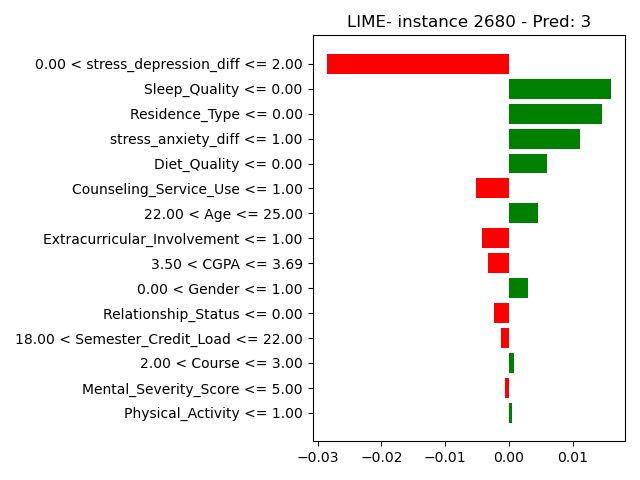 LIME- instance 2680 - Pred: 3
0.00 < stress_depression_diff <= 2.00
Sleep_Quality <= 0.00
Residence_Type <= 0.00
stress_anxiety_diff <= 1.00
Diet_Quality <= 0.00
Counseling_Service_Use <= 1.00
22.00 < Age <= 25.00
Extracurricular_Involvement <= 1.00
3.50 < CGPA <= 3.69
0.00 < Gender <= 1.00
Relationship_Status <= 0.00
18.00 < Semester_Credit_Load <= 22.00
2.00 < Course <= 3.00
Mental_Severity_Score <= 5.00
Physical_Activity <= 1.00
−0.03 −0.02 −0.01 0.00 0.01